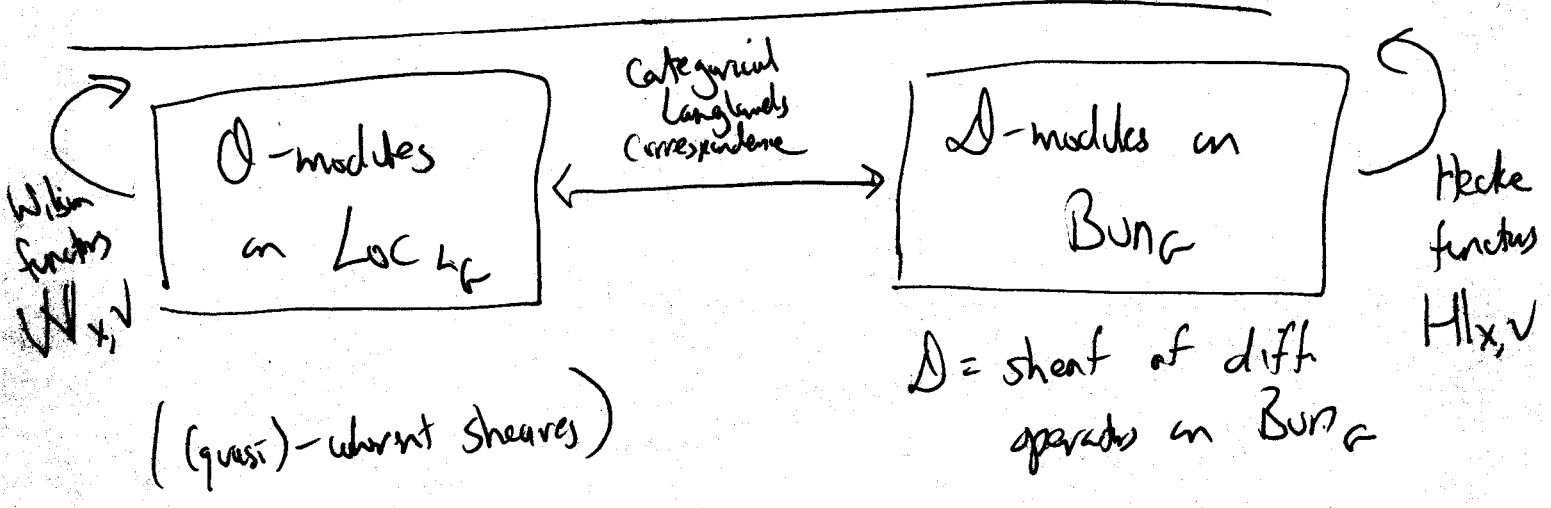 Categorical
Langlands
Correspondence
O-modules
on Loc LG
D-modules on
BunG
Wilson
functors
Wx,V
Hecke
functors
Hx,V
((quasi)-coherent sheaves)
D = sheaf of diff
operators on BunG